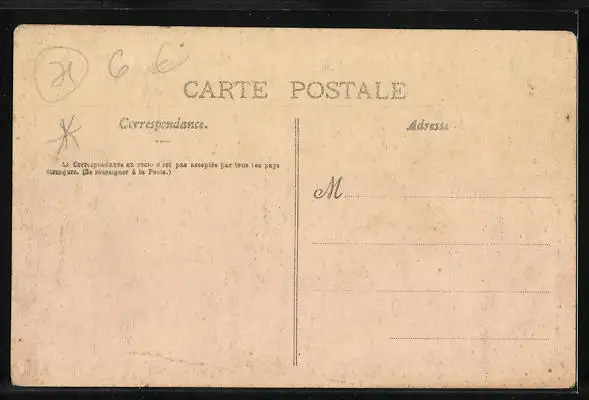 21 6 €
CARTE POSTALE
Correspondance.
La Correspondance au recto n'est pas acceptée par tous les pays
étrangers. (Se renseigner à la Poste.)
Adresse
M